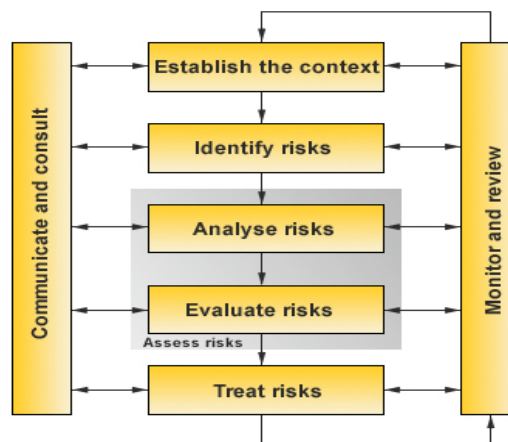 Establish the context
Communicate and consult
Identify risks
Monitor and review
Analyse risks
Evaluate risks
Assess risks
Treat risks